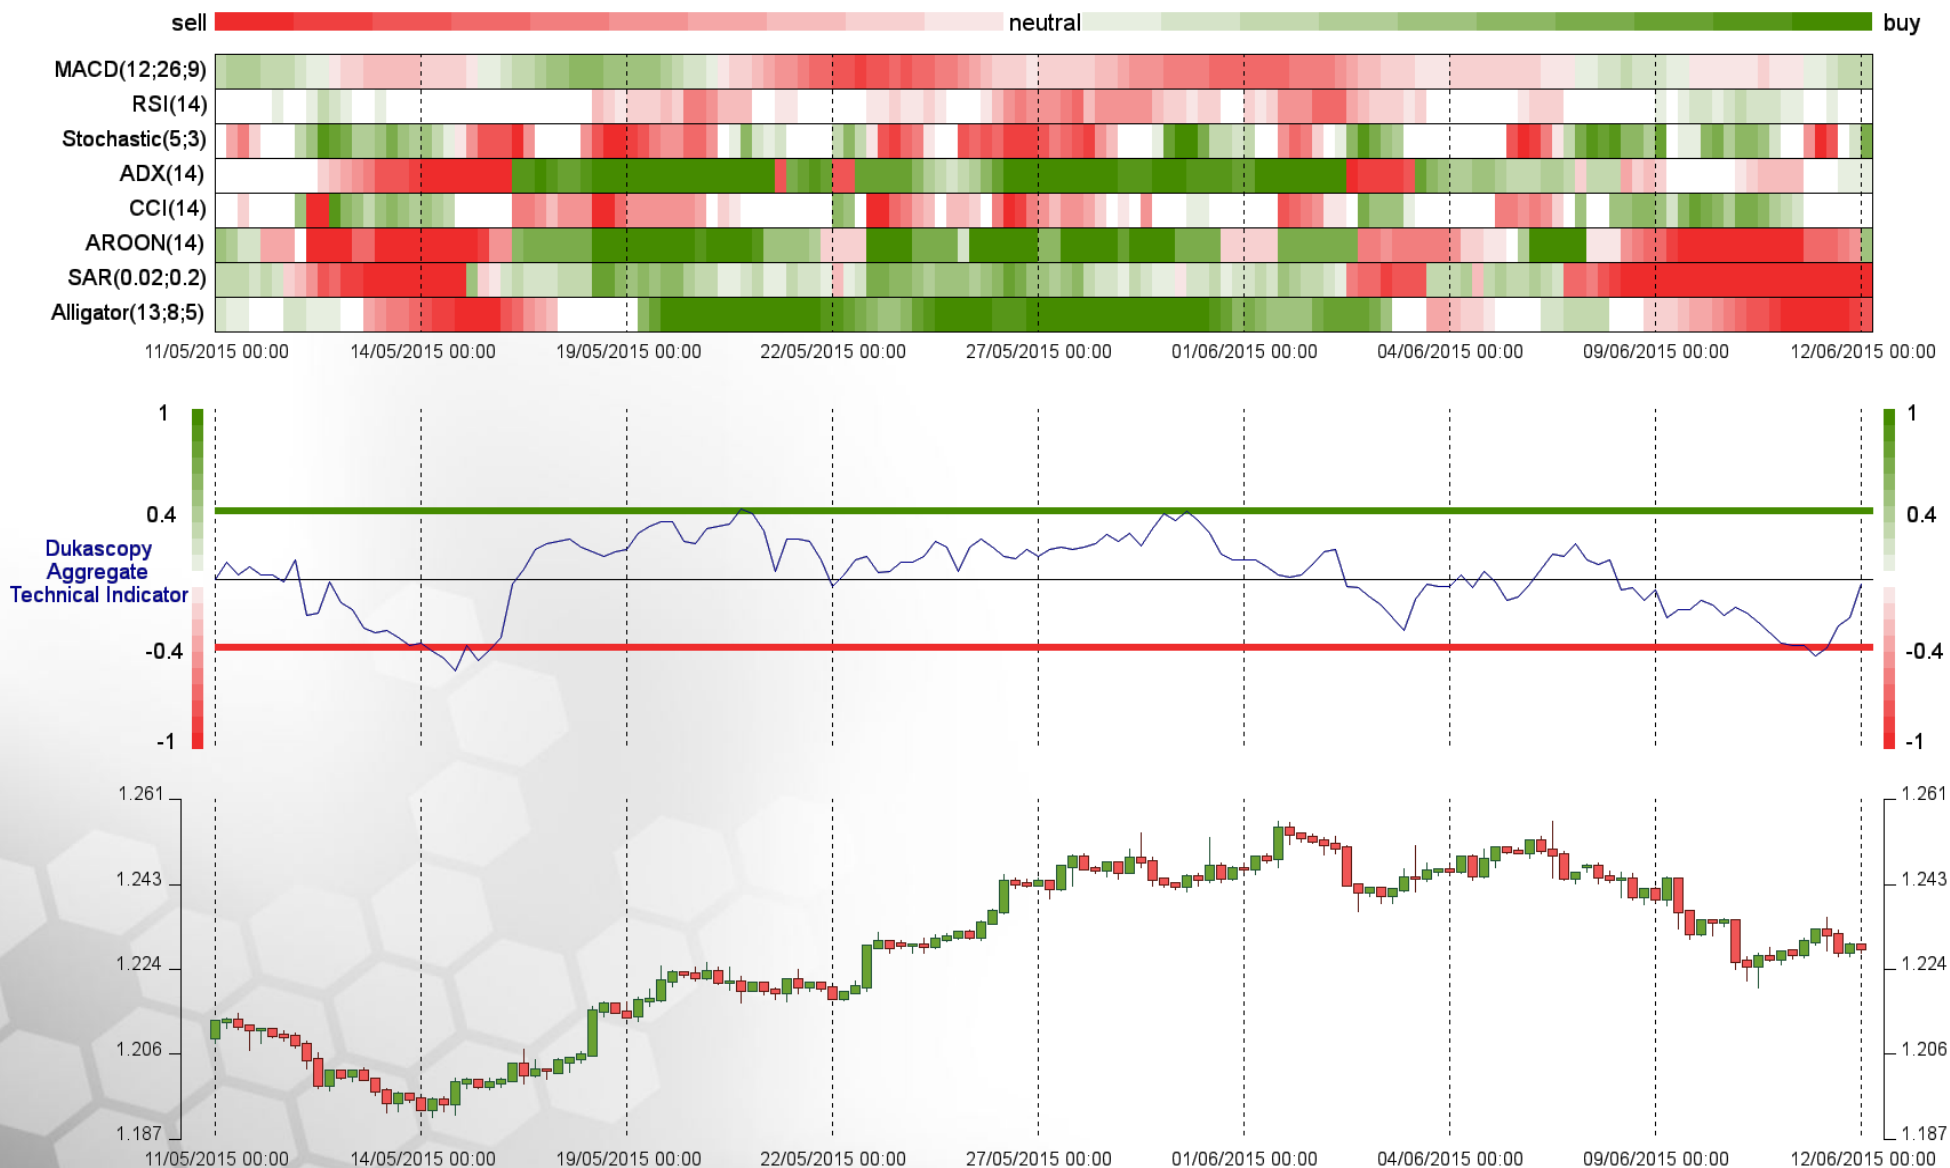 sell neutral buy
MACD(12;26;9)
RSI(14)
Stochastic(5;3)
ADX(14)
CCI(14)
AROON(14)
SAR(0.02;0.2)
Alligator(13;8;5)
11/05/2015 00:00 14/05/2015 00:00 19/05/2015 00:00 22/05/2015 00:00 27/05/2015 00:00 01/06/2015 00:00 04/06/2015 00:00 09/06/2015 00:00 12/06/2015 00:00
1 1
0.4 0.4
Dukascopy
Aggregate
Technical Indicator
-0.4 -0.4
-1 -1
1.261 1.261
1.243 1.243
1.224 1.224
1.206 1.206
1.187 1.187
11/05/2015 00:00 14/05/2015 00:00 19/05/2015 00:00 22/05/2015 00:00 27/05/2015 00:00 01/06/2015 00:00 04/06/2015 00:00 09/06/2015 00:00 12/06/2015 00:00